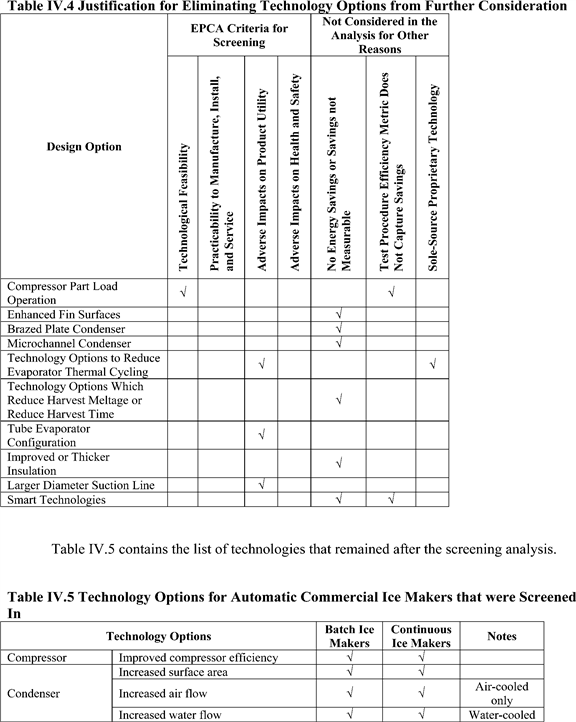 Table IV.4 Justification for Eliminating Technology Options from Further Consideration
Design Option
EPCA Criteria for
Screening
Not Considered in the
Analysis for Other
Reasons
Technological Feasibility
Practicability to Manufacture, Install,
and Service
Adverse Impacts on Product Utility
Adverse Impacts on Health and Safety
No Energy Savings or Savings not
Measurable
Test Procedure Efficiency Metric Does
Not Capture Savings
Sole-Source Proprietary Technology
Compressor Part Load
Operation √ √
Enhanced Fin Surfaces √
Brazed Plate Condenser √
Microchannel Condenser √
Technology Options to Reduce
Evaporator Thermal Cycling √ √
Technology Options Which
Reduce Harvest Meltage or √
Reduce Harvest Time
Tube Evaporator
Configuration √
Improved or Thicker
Insulation √
Larger Diameter Suction Line √
Smart Technologies √ √
Table IV.5 contains the list of technologies that remained after the screening analysis.
Table IV.5 Technology Options for Automatic Commercial Ice Makers that were Screened
In
Technology Options
Batch Ice
Makers
Continuous
Ice Makers
Notes
Compressor Improved compressor efficiency √ √
Condenser
Increased surface area √ √
Increased air flow √ √
Air-cooled
only
Increased water flow √ √ Water-cooled